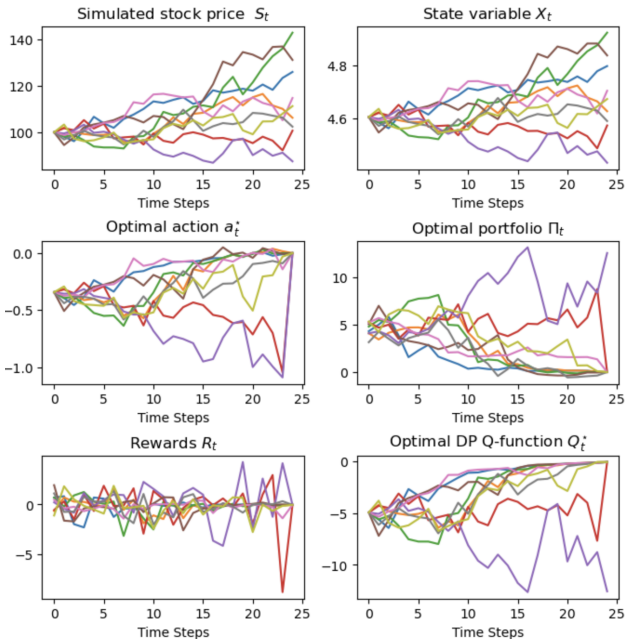 Simulated stock price S_t
State variable X_t
140
120
100
4.8
4.6
0 5 10 15 20 25
0 5 10 15 20 25
Time Steps
Time Steps
Optimal action a_t^⋆
Optimal portfolio Π_t
0.0
−0.5
−1.0
10
5
0
0 5 10 15 20 25
0 5 10 15 20 25
Time Steps
Time Steps
Rewards R_t
Optimal DP Q-function Q_t^⋆
0
−5
0
−5
−10
0 5 10 15 20 25
0 5 10 15 20 25
Time Steps
Time Steps